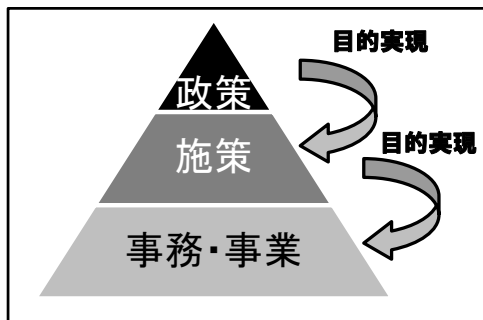 目的実現
政策
施策
目的実現
事務・事業